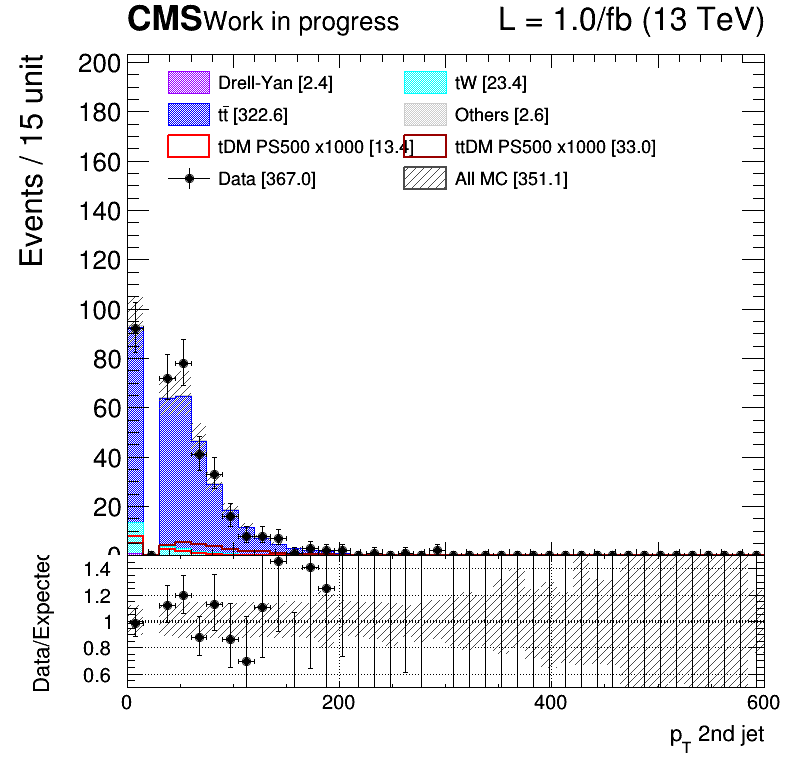 CMS Work in progress L = 1.0/fb (13 TeV)
Events / 15 unit
200
180
160
140
120
100
80
60
40
20
0
Drell-Yan [2.4] tW [23.4]
tt̄ [322.6] Others [2.6]
tDM PS500 x1000 [13.4] ttDM PS500 x1000 [33.0]
Data [367.0] All MC [351.1]
Data/Expected
1.4
1.2
1
0.8
0.6
0 200 400 600
p_T 2nd jet